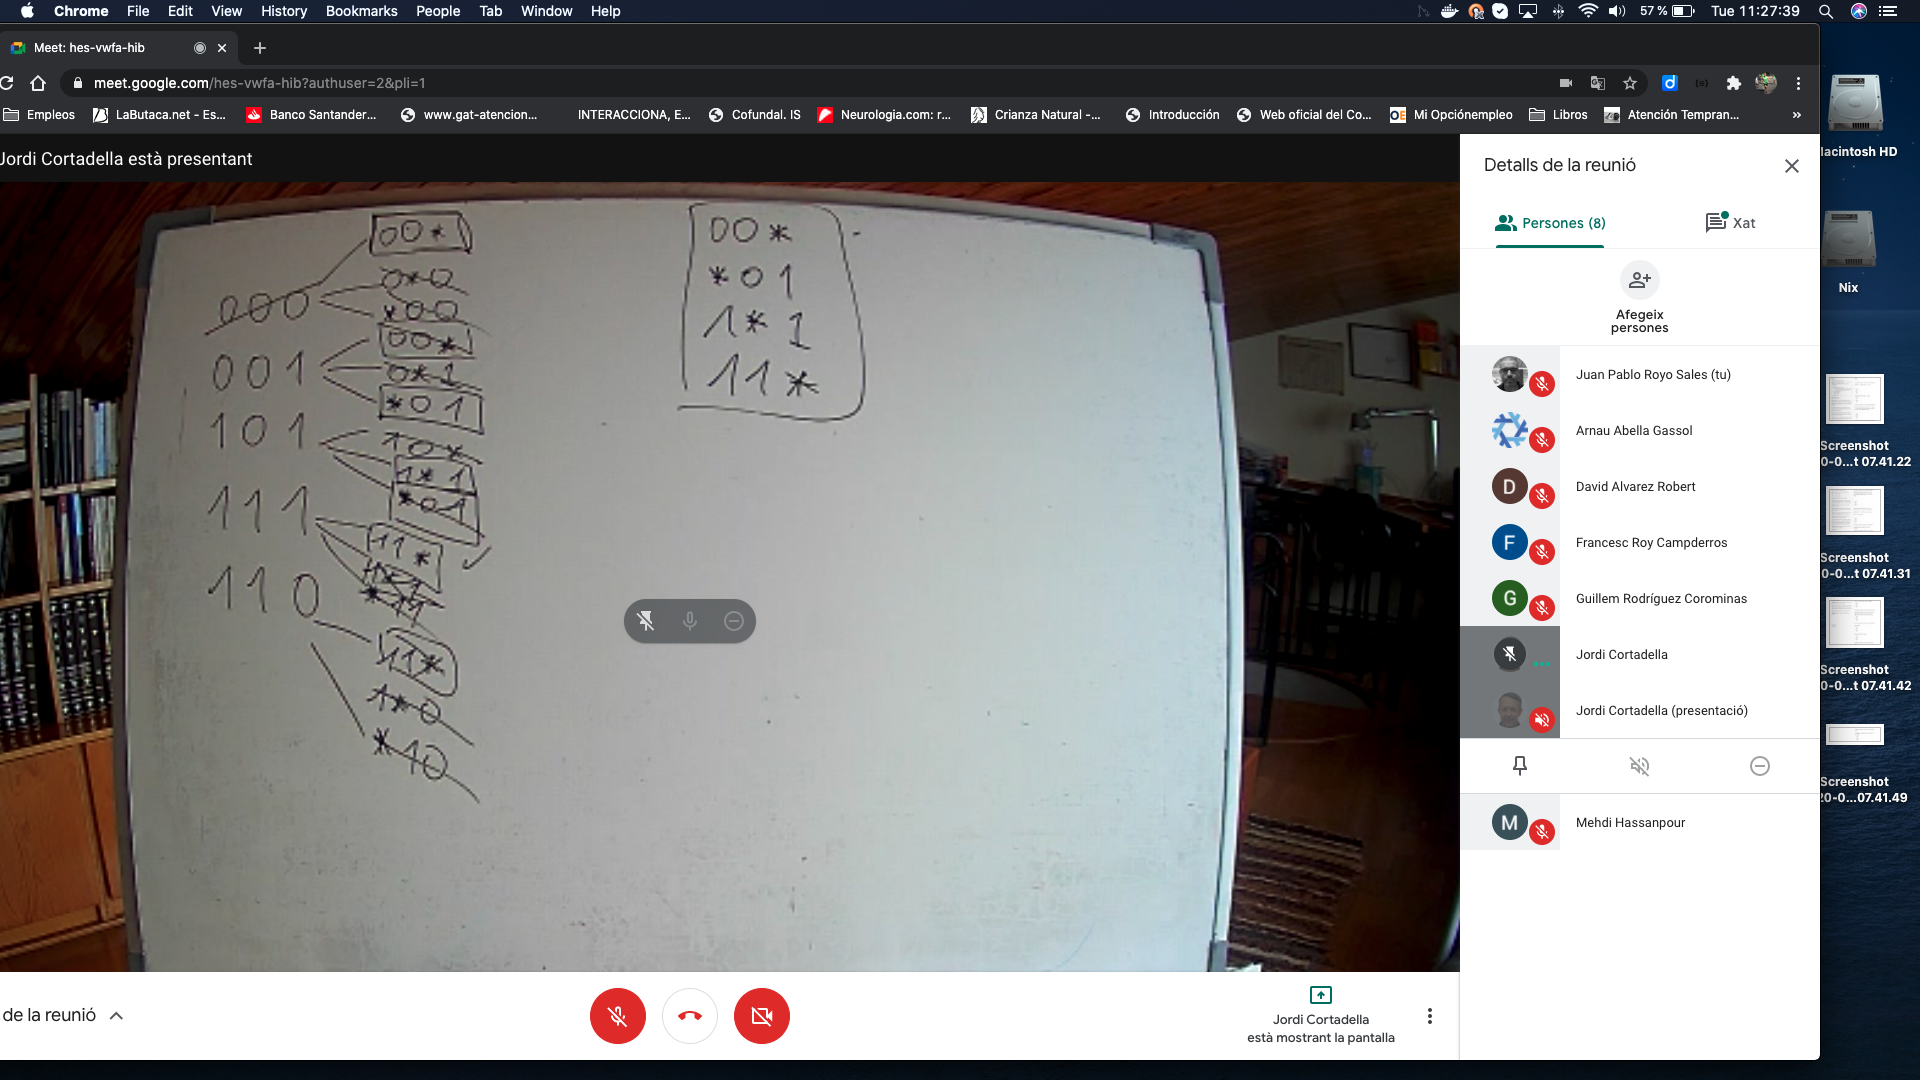 Chrome File Edit View History Bookmarks People Tab Window Help
57 % Tue 11:27:39
Meet: hes-vwfa-hib
meet.google.com/hes-vwfa-hib?authuser=2&pli=1
Empleos LaButaca.net - Es... Banco Santander... www.gat-atencion... INTERACCIONA, E... Cofundal. IS Neurologia.com: r... Crianza Natural -... Introducción Web oficial del Co... OE Mi Opciónempleo Libros Atención Tempran... »
Jordi Cortadella està presentant
00*
0*0
*00
000
00*
001
0*1
*01
101
10*
1*1
*01
111
11*
1*1
*11
110
11*
1*0
*10
00*
*01
1*1
11*
Detalls de la reunió
Persones (8)
Xat
Afegeix
persones
Juan Pablo Royo Sales (tu)
Arnau Abella Gassol
D David Alvarez Robert
F Francesc Roy Campderros
G Guillem Rodríguez Corominas
Jordi Cortadella
Jordi Cortadella (presentació)
M Mehdi Hassanpour
de la reunió
Jordi Cortadella
està mostrant la pantalla
lacintosh HD
Nix
Screenshot
0-0...t 07.41.22
Screenshot
0-0...t 07.41.31
Screenshot
0-0...t 07.41.42
Screenshot
20-0...07.41.49